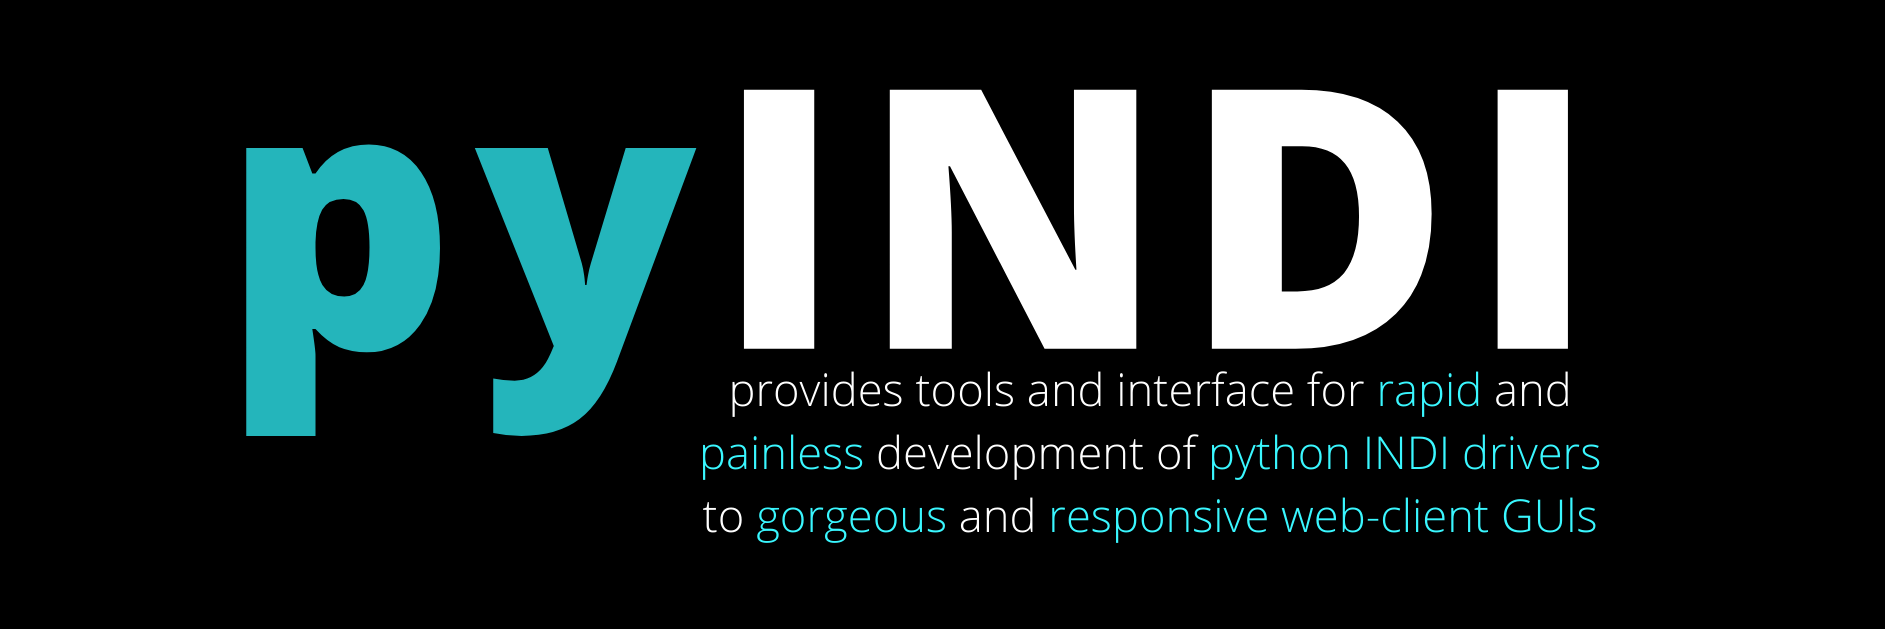 pyINDI
provides tools and interface for rapid and
painless development of python INDI drivers
to gorgeous and responsive web-client GUIs